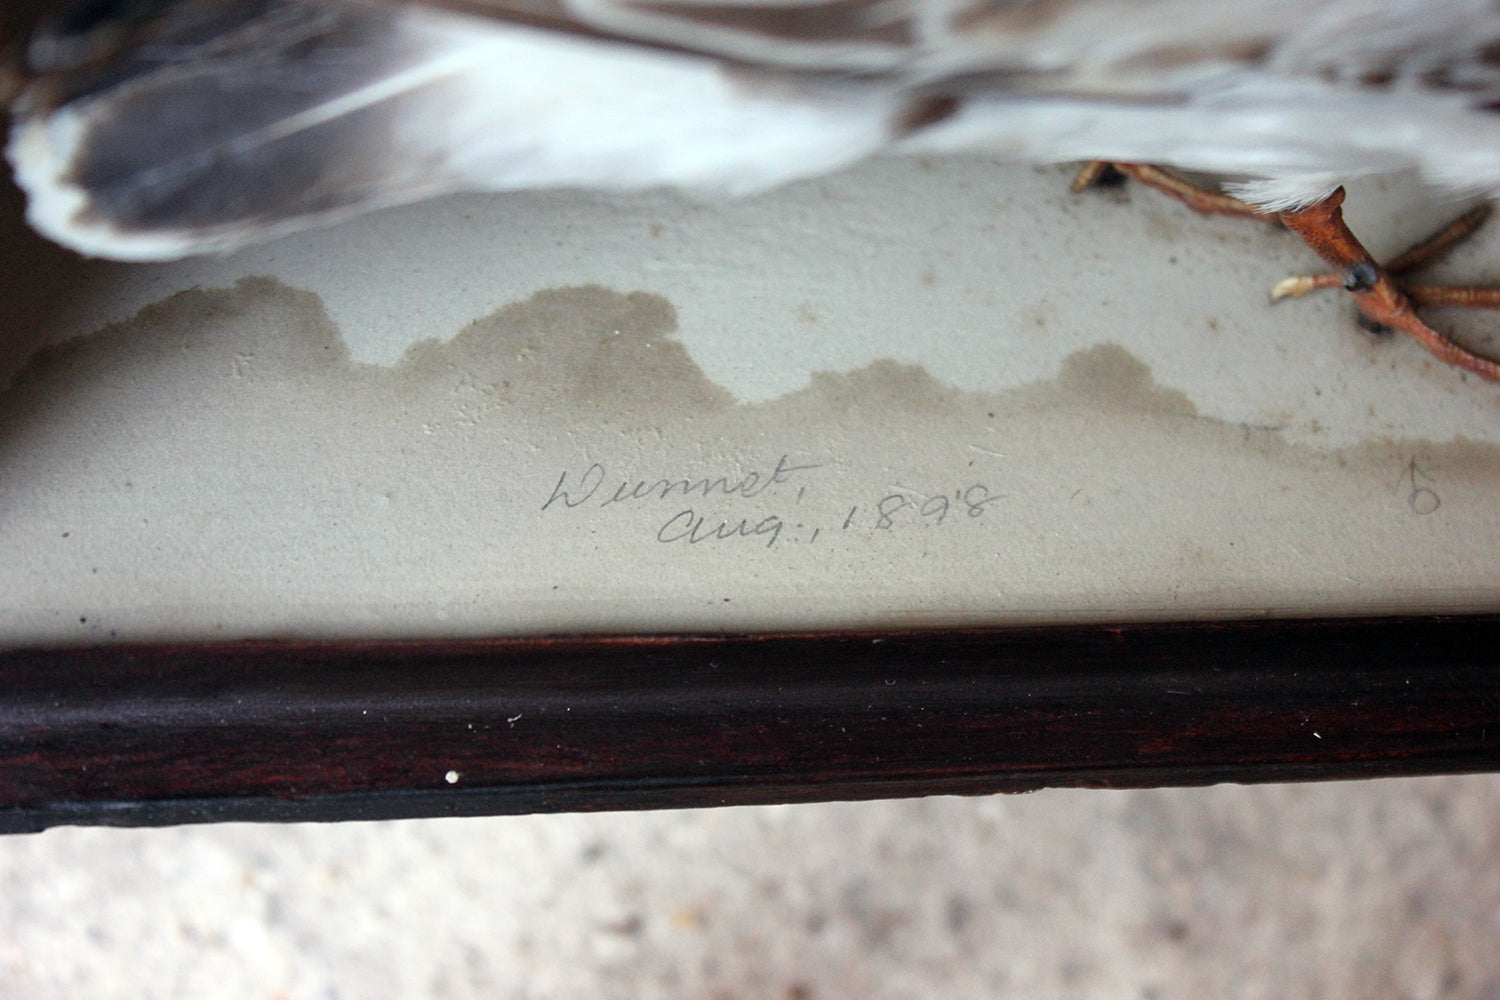 Dunnet,
Aug., 1898
♂